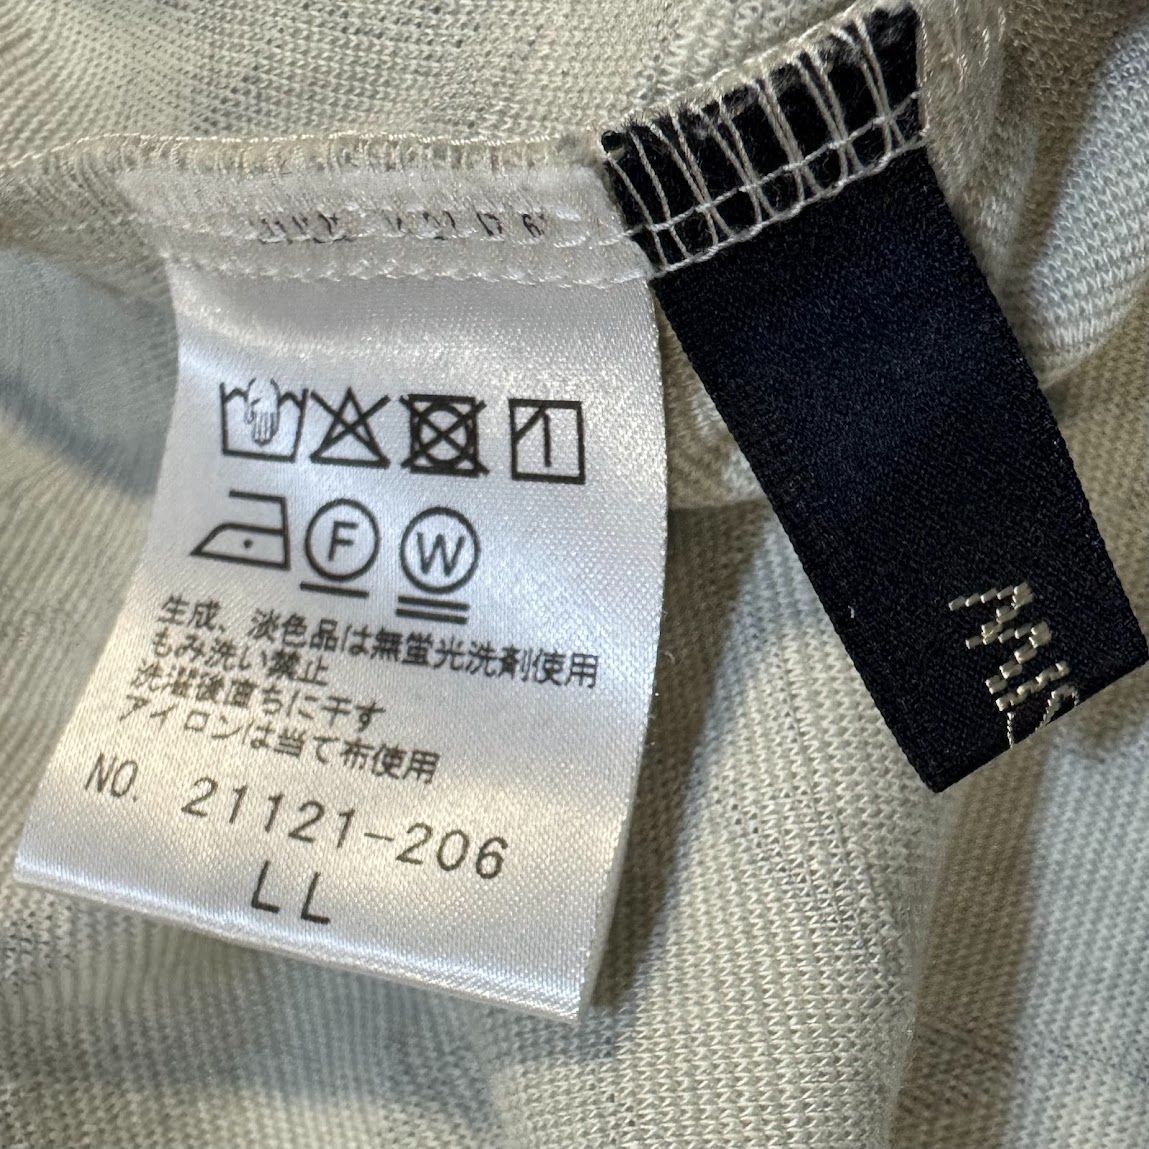 F W
生成、淡色品は無蛍光洗剤使用
もみ洗い禁止
洗濯後直ちに干す
アイロンは当て布使用
NO. 21121-206
LL